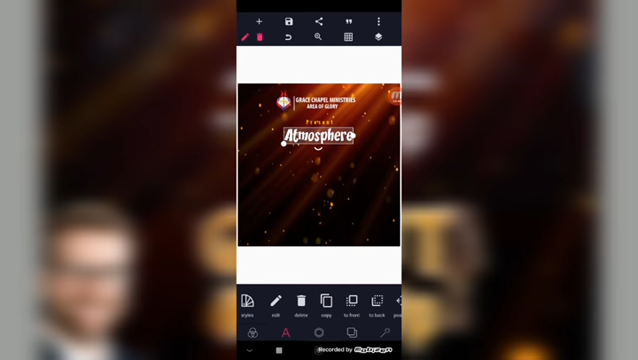 GRACE CHAPEL MINISTRIES
AREA OF GLORY
Present
Atmosphere
styles
edit
delete
copy
to front
to back
Recorded by